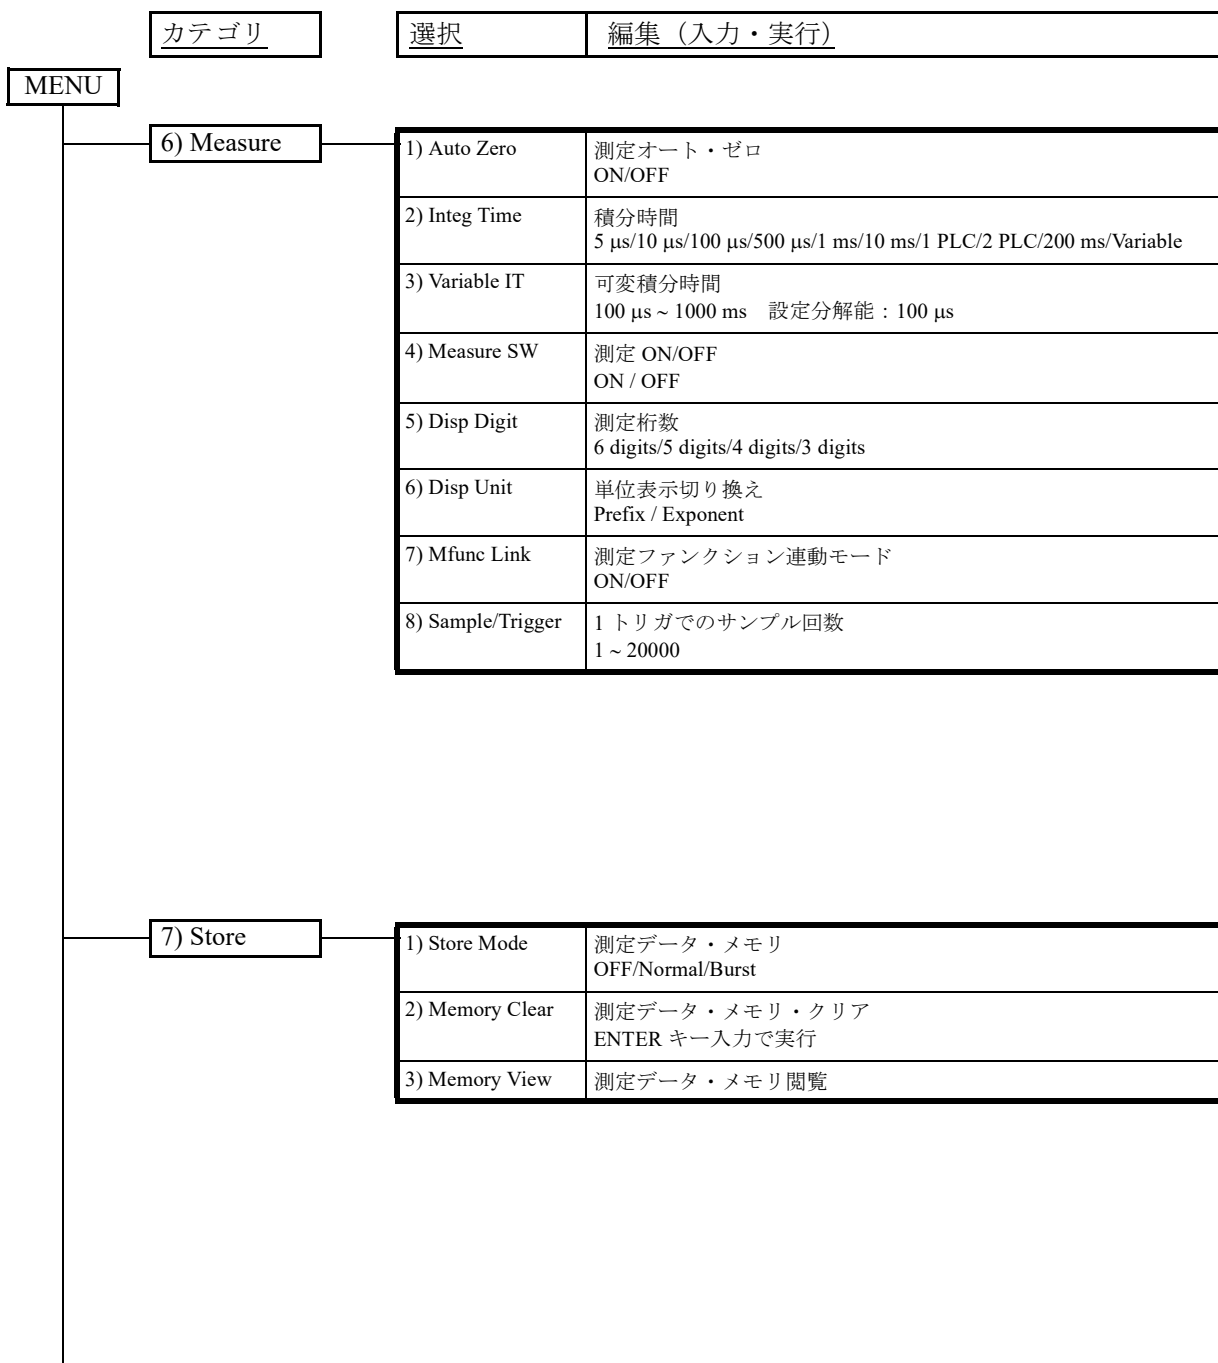 カテゴリ
選択
編集（入力・実行）
MENU
6) Measure
1) Auto Zero
測定オート・ゼロ
ON/OFF
2) Integ Time
積分時間
5 μs/10 μs/100 μs/500 μs/1 ms/10 ms/1 PLC/2 PLC/200 ms/Variable
3) Variable IT
可変積分時間
100 μs ~ 1000 ms　設定分解能：100 μs
4) Measure SW
測定 ON/OFF
ON / OFF
5) Disp Digit
測定桁数
6 digits/5 digits/4 digits/3 digits
6) Disp Unit
単位表示切り換え
Prefix / Exponent
7) Mfunc Link
測定ファンクション連動モード
ON/OFF
8) Sample/Trigger
1 トリガでのサンプル回数
1 ~ 20000
7) Store
1) Store Mode
測定データ・メモリ
OFF/Normal/Burst
2) Memory Clear
測定データ・メモリ・クリア
ENTER キー入力で実行
3) Memory View
測定データ・メモリ閲覧